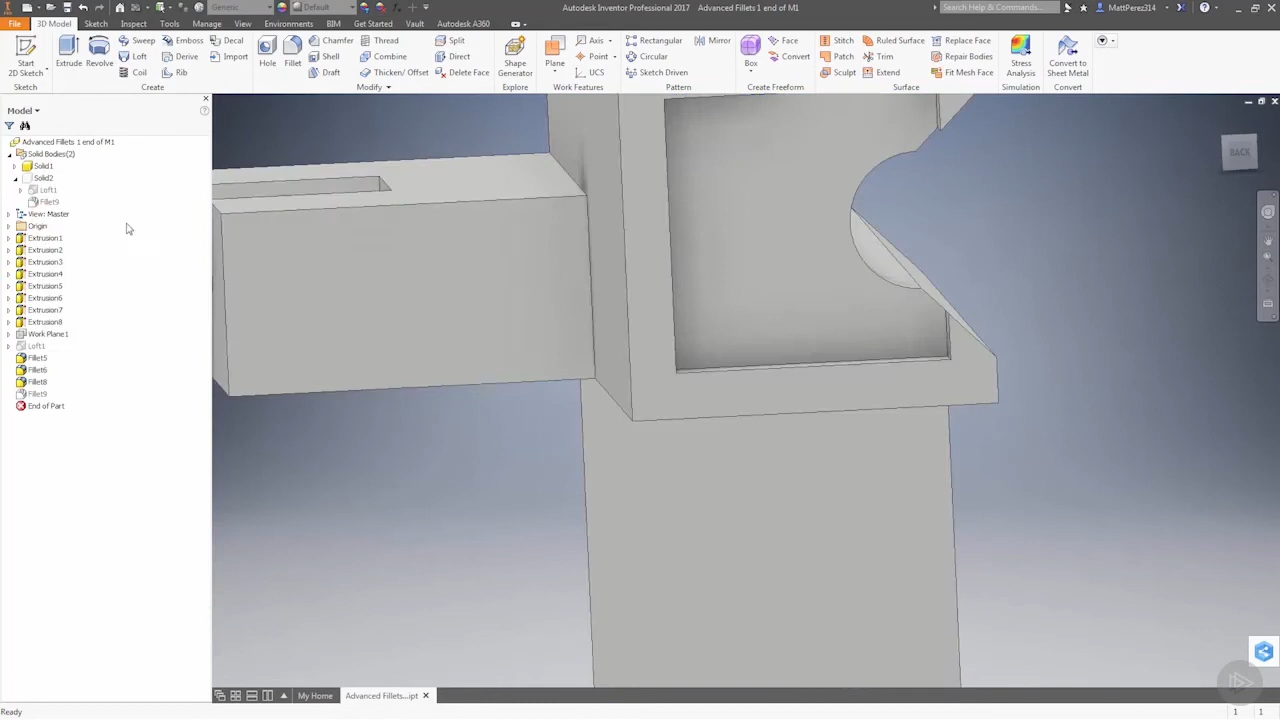 Generic
Default
Autodesk Inventor Professional 2017 Advanced Fillets 1 end of M1
Search Help & Commands...
MattPerez314
File 3D Model Sketch Inspect Tools Manage View Environments BIM Get Started Vault Autodesk A360
Start
2D Sketch
Extrude Revolve
Sweep Emboss Decal
Loft Derive Import
Coil Rib
Hole Fillet
Chamfer Thread Split
Shell Combine Direct
Draft Thicken/ Offset Delete Face
Shape
Generator
Plane
Axis
Point
UCS
Rectangular Mirror
Circular
Sketch Driven
Box
Face
Convert
Stitch Ruled Surface Replace Face
Patch Trim Repair Bodies
Sculpt Extend Fit Mesh Face
Stress
Analysis
Convert to
Sheet Metal
Sketch Create Modify Explore Work Features Pattern Create Freeform Surface Simulation Convert
Model
Advanced Fillets 1 end of M1
Solid Bodies(2)
Solid1
Solid2
Loft1
Fillet9
View: Master
Origin
Extrusion1
Extrusion2
Extrusion3
Extrusion4
Extrusion5
Extrusion6
Extrusion7
Extrusion8
Work Plane1
Loft1
Fillet5
Fillet6
Fillet8
Fillet9
End of Part
BACK
My Home Advanced Fillets...ipt
Ready 1 1